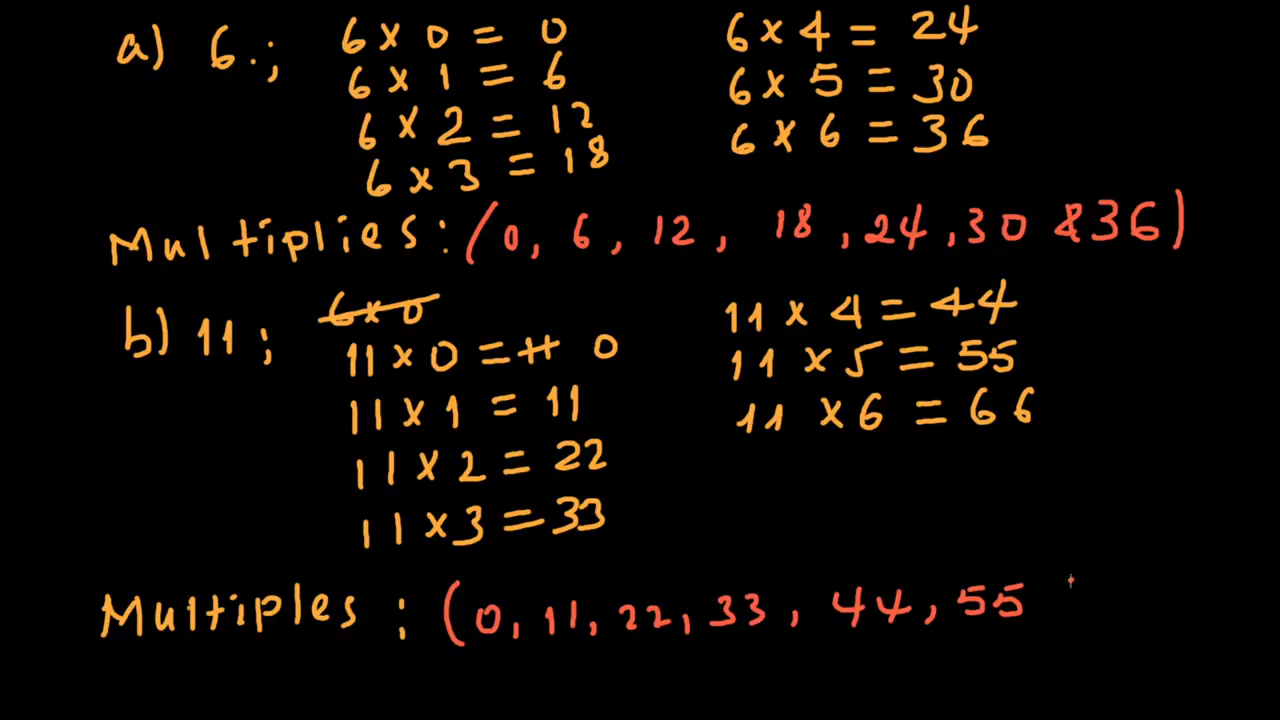 a) 6.; 6 x 0 = 0 6 x 4 = 24
6 x 1 = 6 6 x 5 = 30
6 x 2 = 12 6 x 6 = 36
6 x 3 = 18
Multiplies: (0, 6, 12, 18, 24, 30 & 36)
b) 11; 6 x 0 11 x 4 = 44
11 x 0 = 11 0 11 x 5 = 55
11 x 1 = 11 11 x 6 = 66
11 x 2 = 22
11 x 3 = 33
Multiples: (0, 11, 22, 33, 44, 55